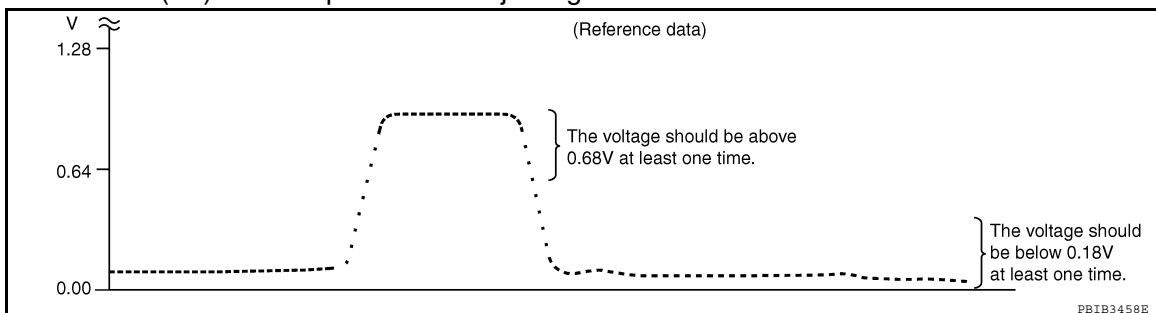 V
(Reference data)
1.28
The voltage should be above
0.68V at least one time.
0.64
The voltage should
be below 0.18V
at least one time.
0.00
PBIB3458E